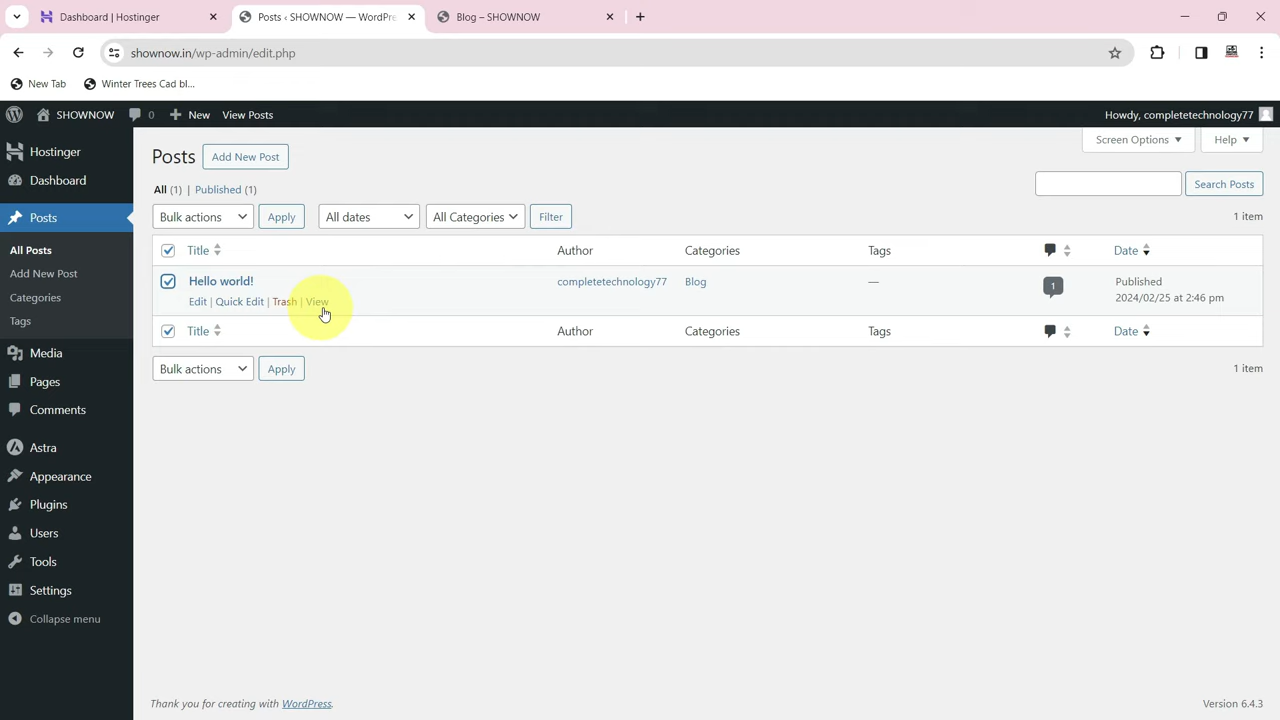 Dashboard | Hostinger
Posts ‹ SHOWNOW — WordPre
Blog – SHOWNOW
shownow.in/wp-admin/edit.php
New Tab
Winter Trees Cad bl...
SHOWNOW
0
New
View Posts
Howdy, completetechnology77
Hostinger
Dashboard
Posts
All Posts
Add New Post
Categories
Tags
Media
Pages
Comments
Astra
Appearance
Plugins
Users
Tools
Settings
Collapse menu
Posts
Add New Post
Screen Options
Help
All (1) | Published (1)
Search Posts
Bulk actions
Apply
All dates
All Categories
Filter
1 item
Title
Author
Categories
Tags
Date
Hello world!
Edit | Quick Edit | Trash | View
completetechnology77
Blog
—
1
Published
2024/02/25 at 2:46 pm
Title
Author
Categories
Tags
Date
Bulk actions
Apply
1 item
Thank you for creating with WordPress.
Version 6.4.3